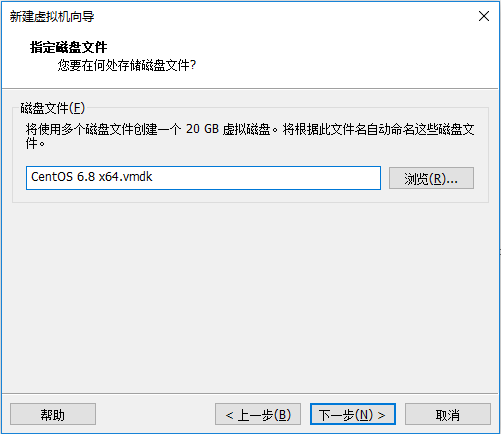 新建虚拟机向导
指定磁盘文件
您要在何处存储磁盘文件?
磁盘文件(F)
将使用多个磁盘文件创建一个 20 GB 虚拟磁盘。将根据此文件名自动命名这些磁盘文
件。
CentOS 6.8 x64.vmdk
浏览(R)...
帮助
< 上一步(B)
下一步(N) >
取消